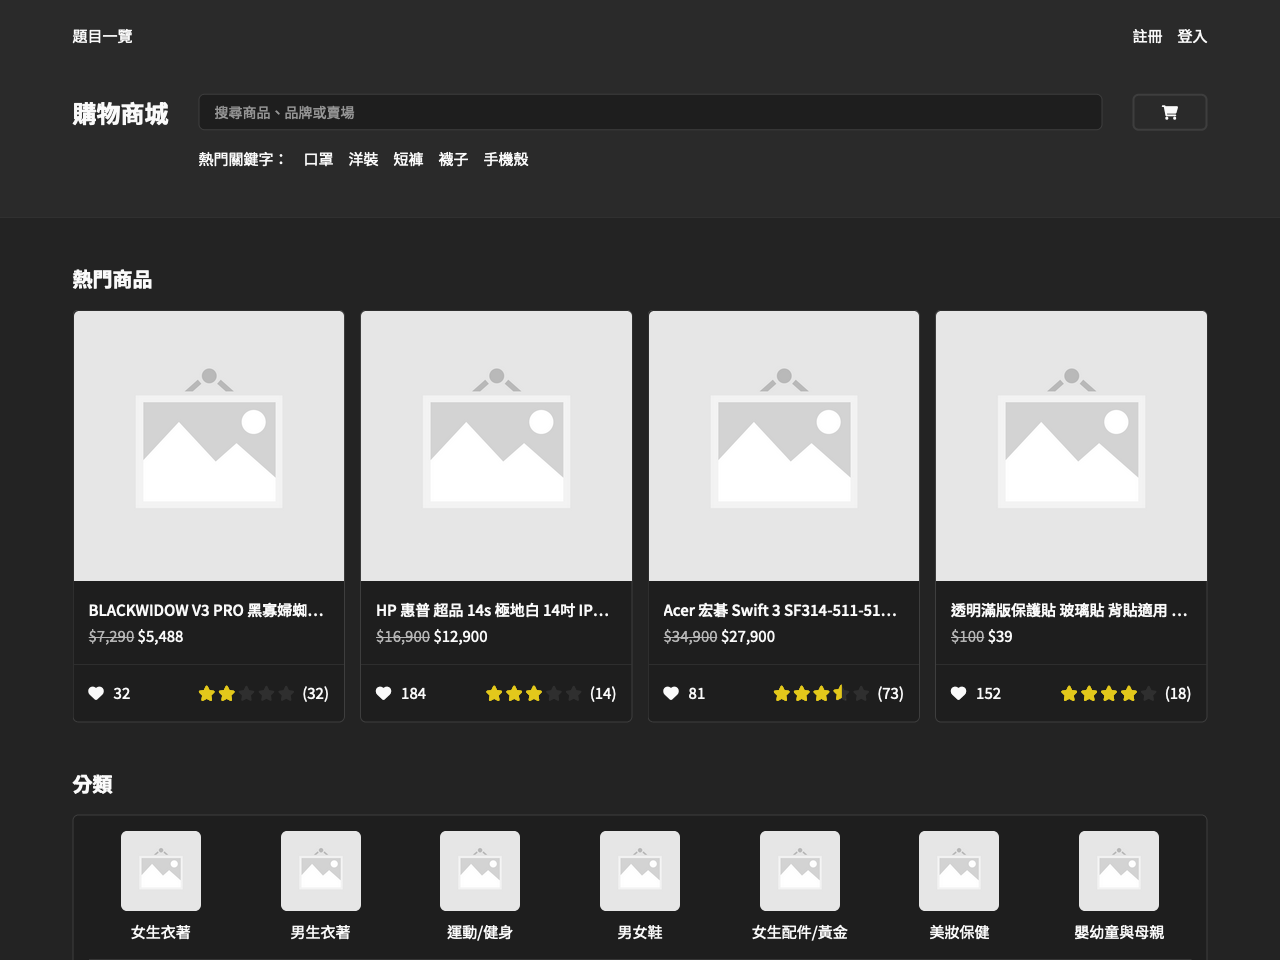 題目一覽
註冊 登入
購物商城
搜尋商品、品牌或賣場
熱門關鍵字： 口罩 洋裝 短褲 襪子 手機殼
熱門商品
BLACKWIDOW V3 PRO 黑寡婦蜘…
$7,290 $5,488
32 (32)
HP 惠普 超品 14s 極地白 14吋 IP…
$16,900 $12,900
184 (14)
Acer 宏碁 Swift 3 SF314-511-51…
$34,900 $27,900
81 (73)
透明滿版保護貼 玻璃貼 背貼適用 …
$100 $39
152 (18)
分類
女生衣著
男生衣著
運動/健身
男女鞋
女生配件/黃金
美妝保健
嬰幼童與母親